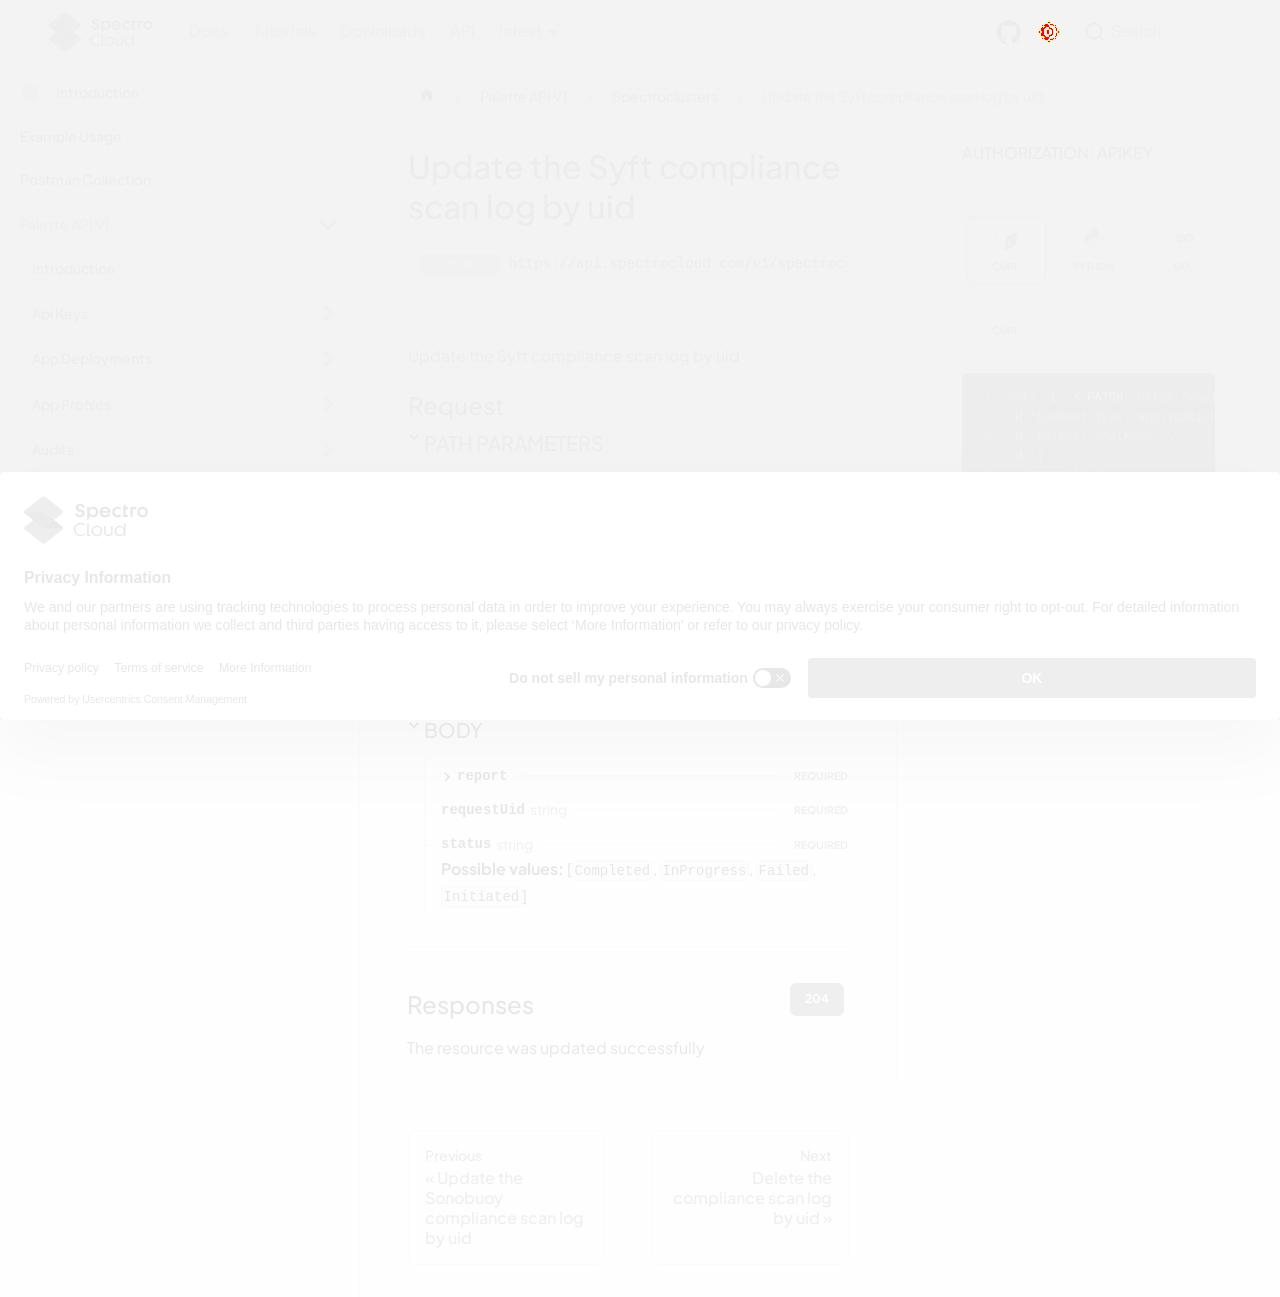 Spectro
Cloud
Docs Tutorials Downloads API latest
Search
Introduction
Palette API V1
Spectroclusters
Update the Syft compliance scan log by uid
Example Usage
Postman Collection
Palette API V1
Introduction
Api Keys
App Deployments
App Profiles
Audits
Update the Syft compliance
scan log by uid
https://api.spectrocloud.com/v1/spectroc
Update the Syft compliance scan log by uid
Request
PATH PARAMETERS
AUTHORIZATION: APIKEY
CURL PYTHON GO
CURL
Spectro
Cloud
Privacy Information
We and our partners are using tracking technologies to process personal data in order to improve your experience. You may always exercise your consumer right to opt-out. For detailed information
about personal information we collect and third parties having access to it, please select 'More Information' or refer to our privacy policy.
Privacy policy Terms of service More Information
Do not sell my personal information
OK
Powered by Usercentrics Consent Management
BODY
report REQUIRED
requestUid string REQUIRED
status string REQUIRED
Possible values: [Completed, InProgress, Failed,
Initiated]
Responses
204
The resource was updated successfully
Previous
« Update the
Sonobuoy
compliance scan log
by uid
Next
Delete the
compliance scan log
by uid »